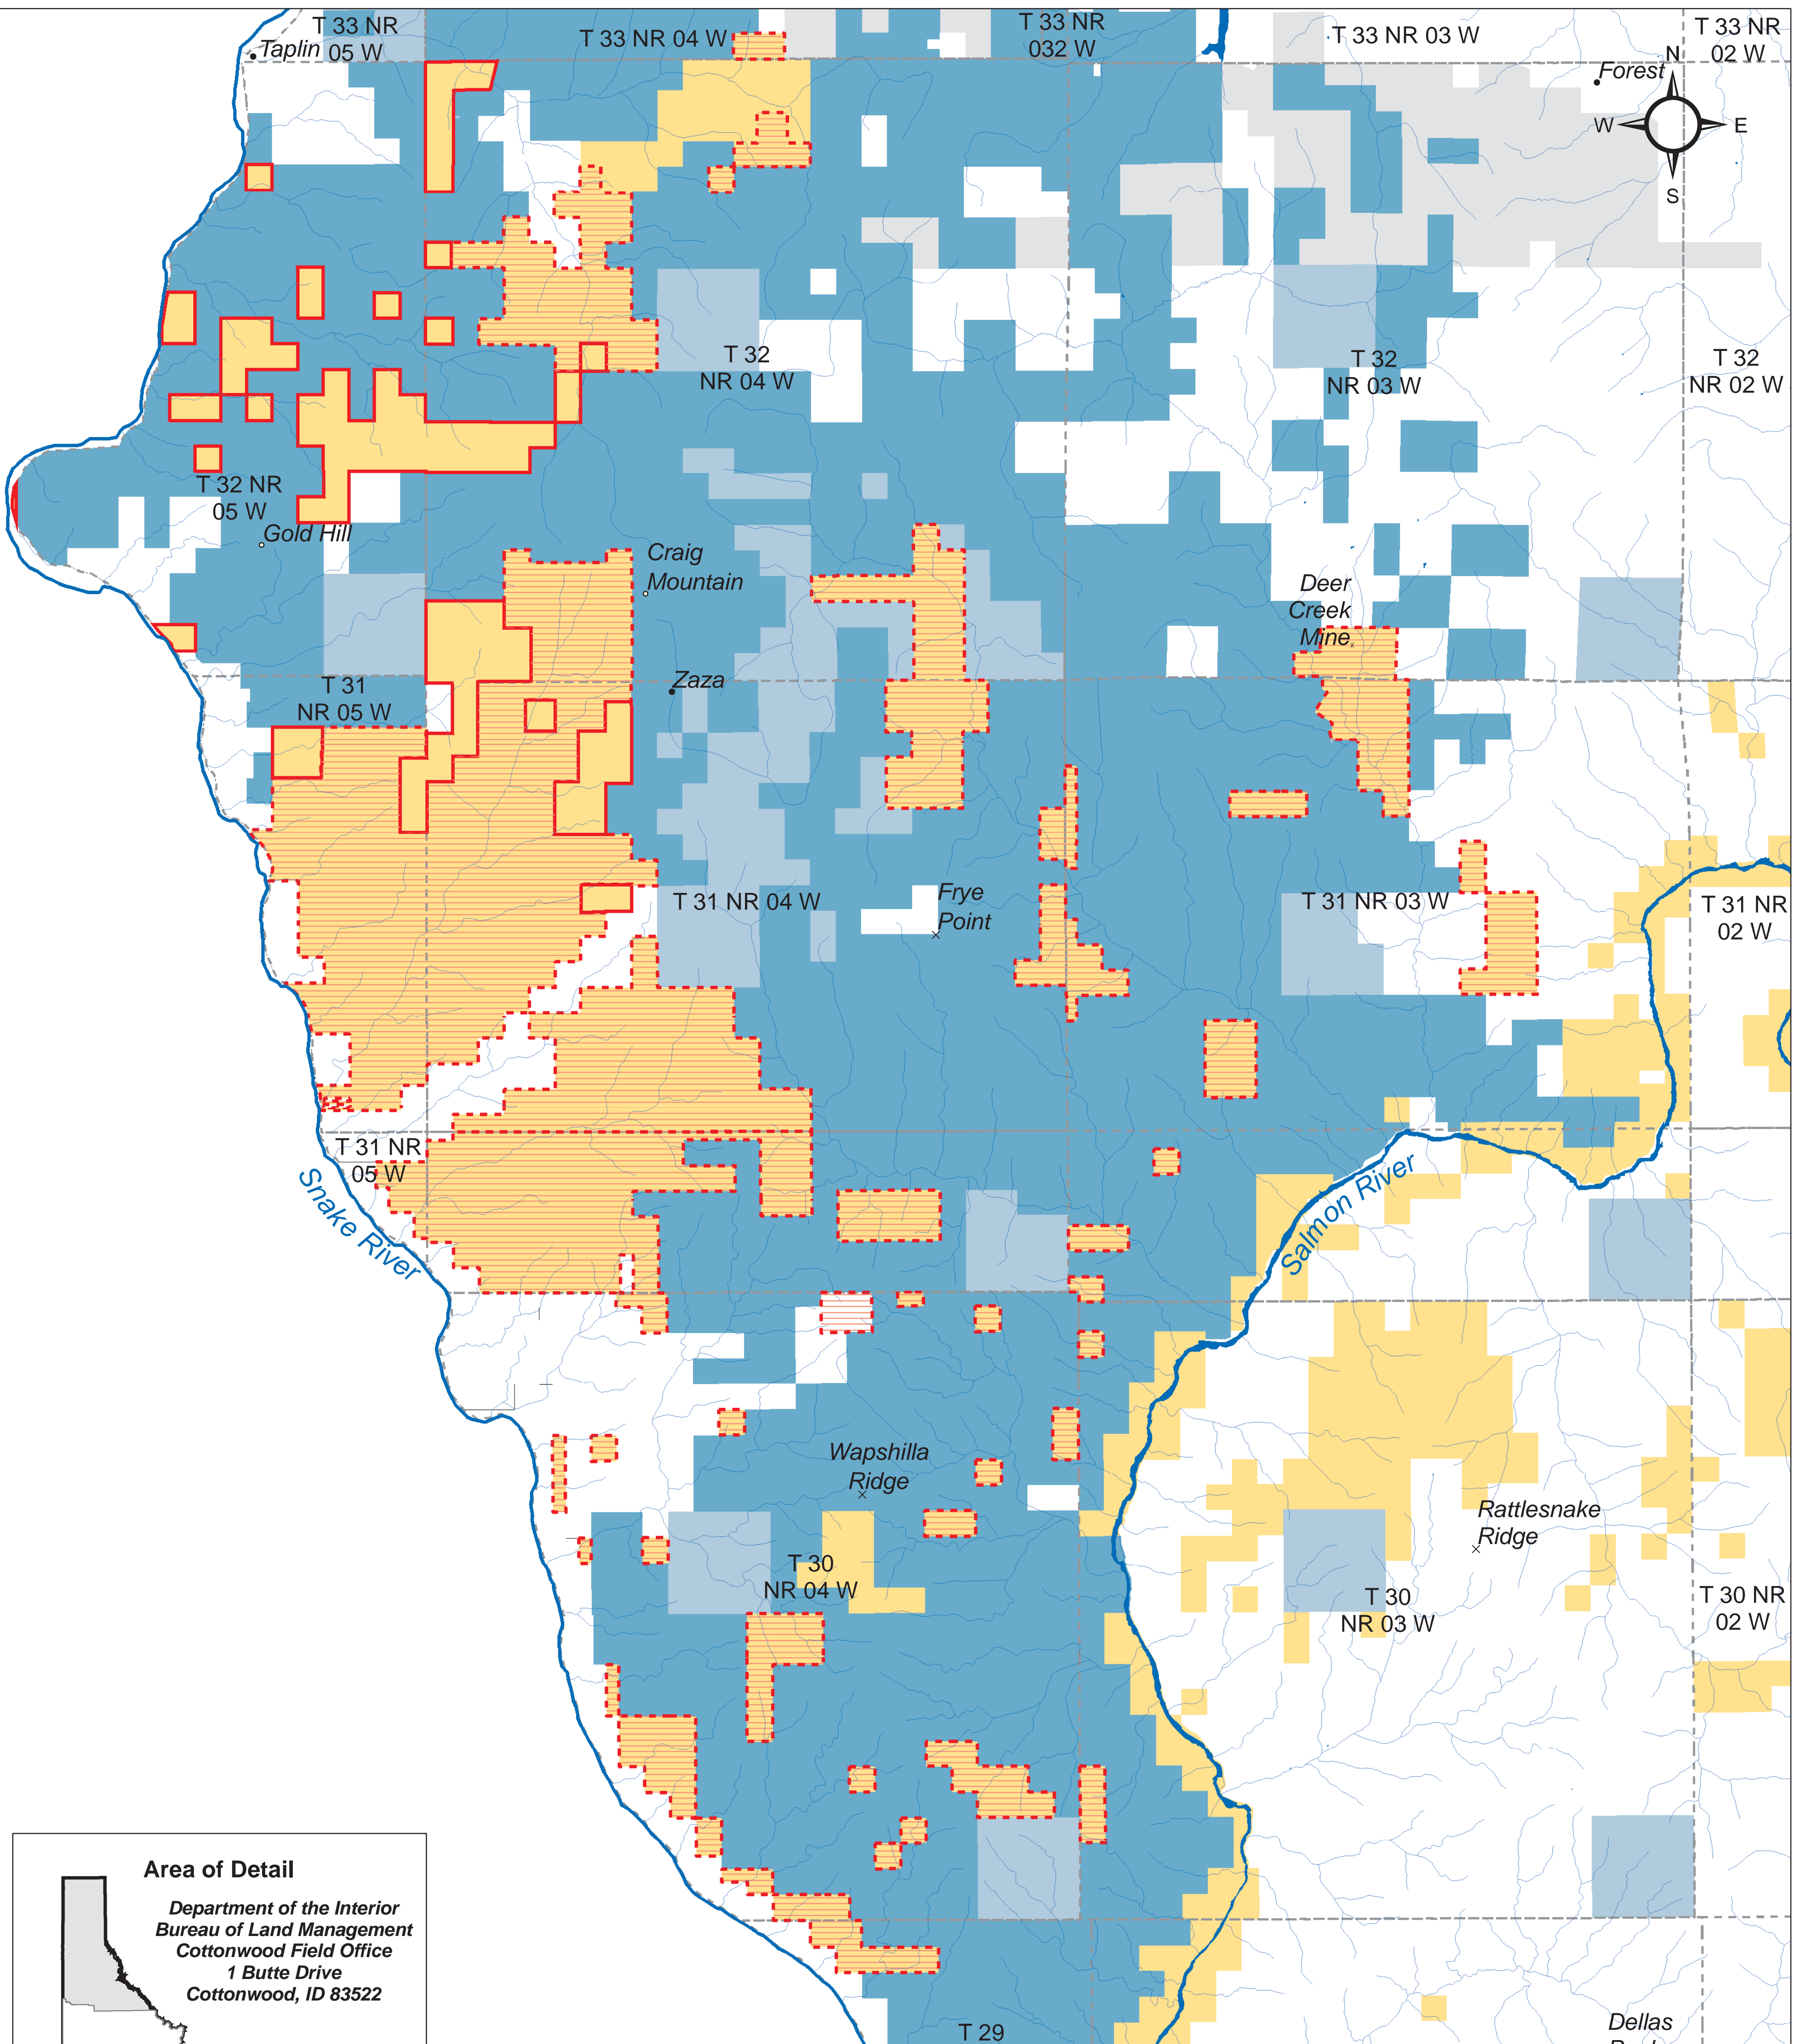 T 33 NR
05 W
Taplin
T 33 NR 04 W
T 33 NR
032 W
T 33 NR 03 W
T 33 NR
02 W
Forest
N
W
E
S
T 32
NR 04 W
T 32
NR 03 W
T 32
NR 02 W
T 32 NR
05 W
Gold Hill
Craig
Mountain
Deer
Creek
Mine
T 31
NR 05 W
Zaza
T 31 NR 04 W
Frye
Point
T 31 NR 03 W
T 31 NR
02 W
T 31 NR
05 W
Snake River
Salmon River
Wapshilla
Ridge
Rattlesnake
Ridge
T 30
NR 04 W
T 30
NR 03 W
T 30 NR
02 W
Area of Detail
Department of the Interior
Bureau of Land Management
Cottonwood Field Office
1 Butte Drive
Cottonwood, ID 83522
T 29
Dellas